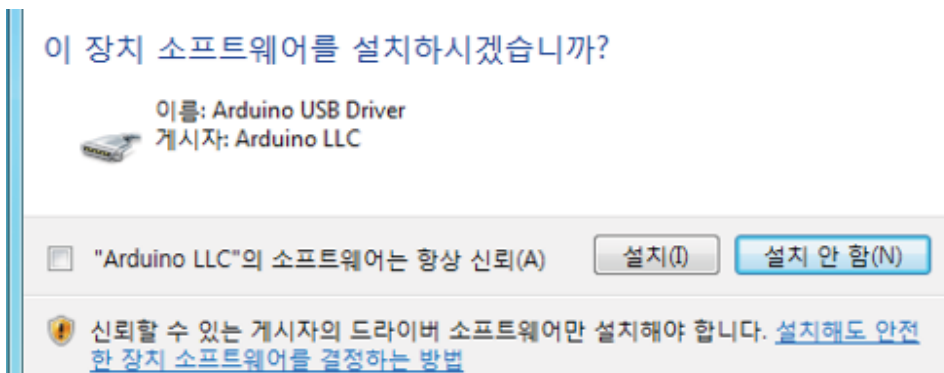 이 장치 소프트웨어를 설치하시겠습니까?
이름: Arduino USB Driver
게시자: Arduino LLC
"Arduino LLC"의 소프트웨어는 항상 신뢰(A)
설치(I)
설치 안 함(N)
신뢰할 수 있는 게시자의 드라이버 소프트웨어만 설치해야 합니다. 설치해도 안전
한 장치 소프트웨어를 결정하는 방법